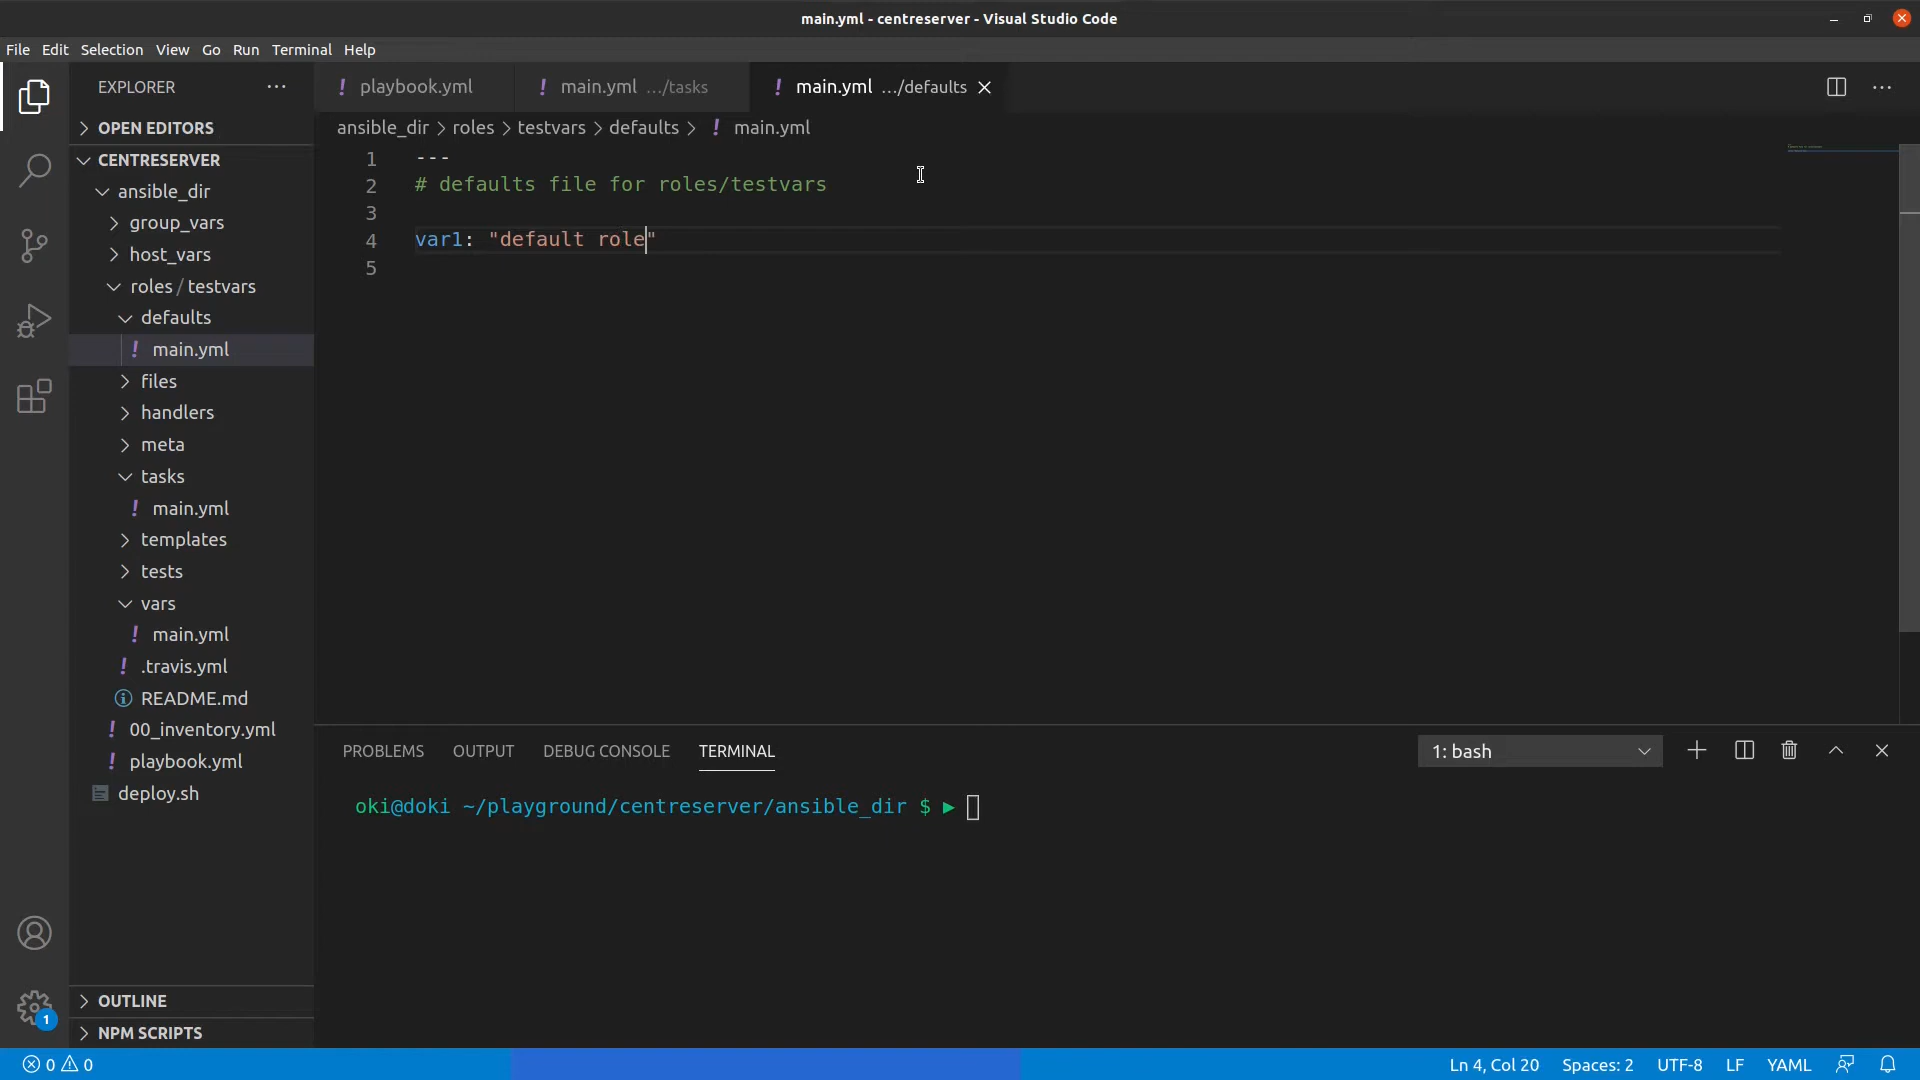 main.yml - centreserver - Visual Studio Code
File Edit Selection View Go Run Terminal Help
EXPLORER
playbook.yml
main.yml .../tasks
main.yml .../defaults
OPEN EDITORS
CENTRESERVER
ansible_dir
group_vars
host_vars
roles / testvars
defaults
main.yml
files
handlers
meta
tasks
main.yml
templates
tests
vars
main.yml
.travis.yml
README.md
00_inventory.yml
playbook.yml
deploy.sh
OUTLINE
NPM SCRIPTS
1
ansible_dir > roles > testvars > defaults > ! main.yml
1 ---
2 # defaults file for roles/testvars
3
4 var1: "default role"
5
PROBLEMS OUTPUT DEBUG CONSOLE TERMINAL
1: bash
oki@doki ~/playground/centreserver/ansible_dir $ ▶
0 0
Ln 4, Col 20 Spaces: 2 UTF-8 LF YAML